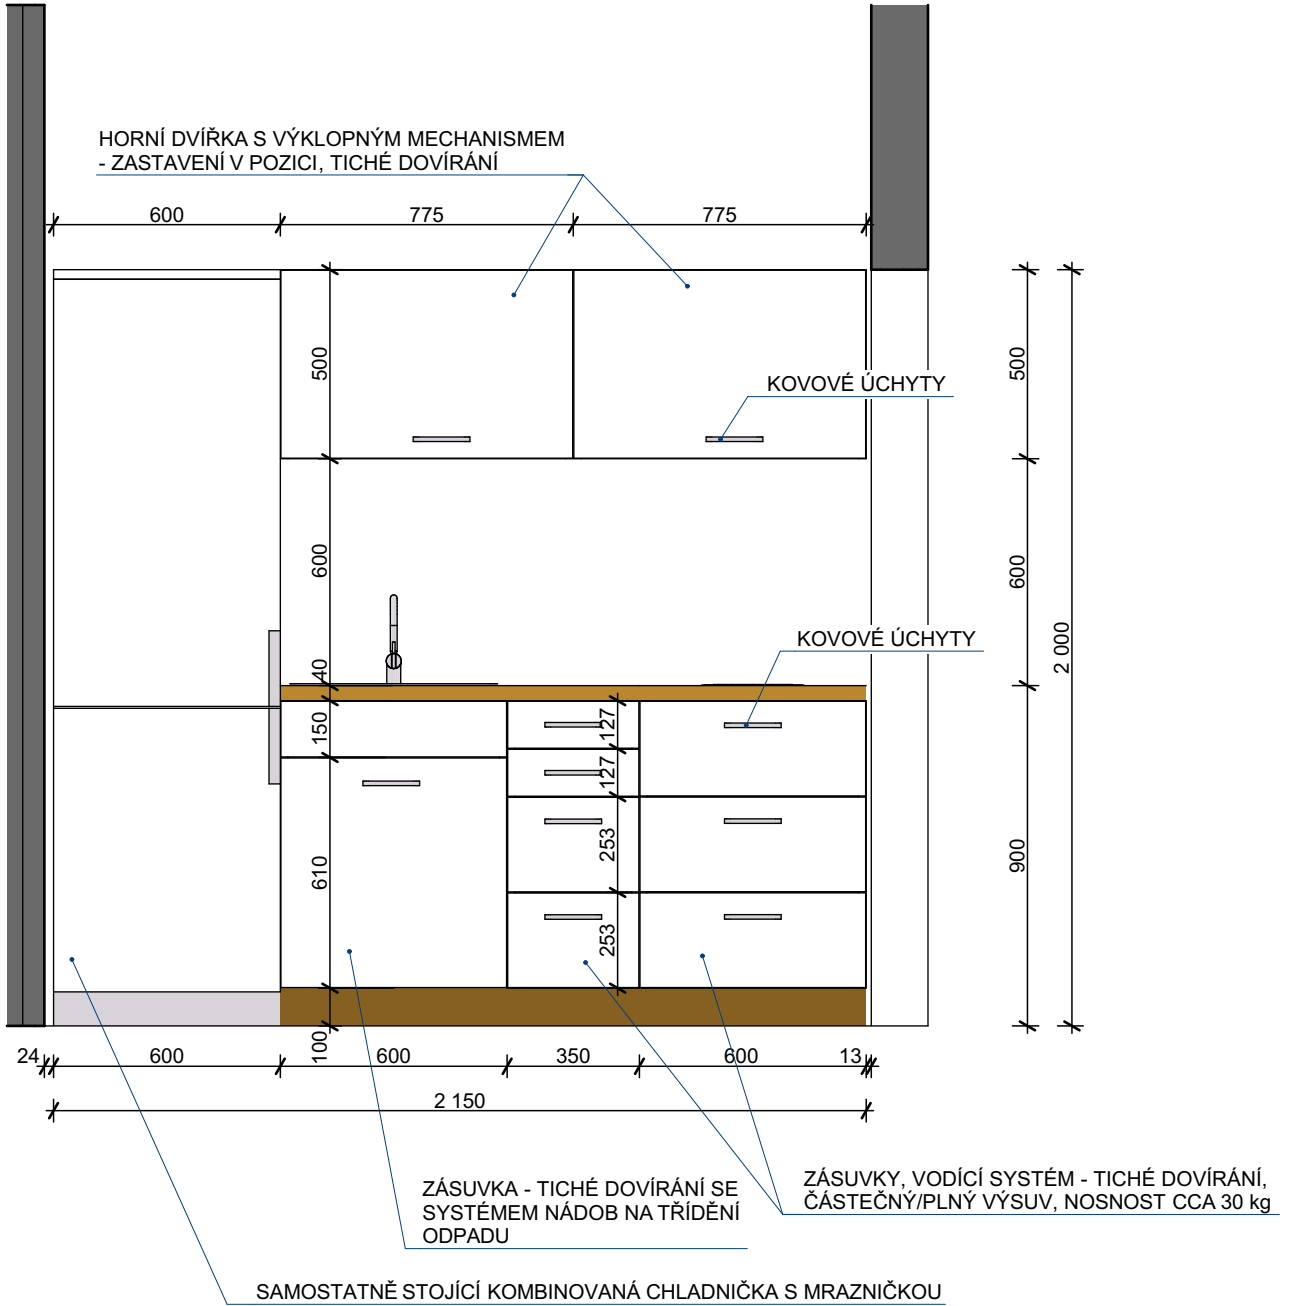 HORNÍ DVÍŘKA S VÝKLOPNÝM MECHANISMEM
- ZASTAVENÍ V POZICI, TICHÉ DOVÍRÁNÍ
600
775
775
500
500
KOVOVÉ ÚCHYTY
600
600
KOVOVÉ ÚCHYTY
2 000
40
150
127
127
253
610
900
253
100
24
600
600
350
600
13
2 150
ZÁSUVKA - TICHÉ DOVÍRÁNÍ SE
SYSTÉMEM NÁDOB NA TŘÍDĚNÍ
ODPADU
ZÁSUVKY, VODÍCÍ SYSTÉM - TICHÉ DOVÍRÁNÍ,
ČÁSTEČNÝ/PLNÝ VÝSUV, NOSNOST CCA 30 kg
SAMOSTATNĚ STOJÍCÍ KOMBINOVANÁ CHLADNIČKA S MRAZNIČKOU